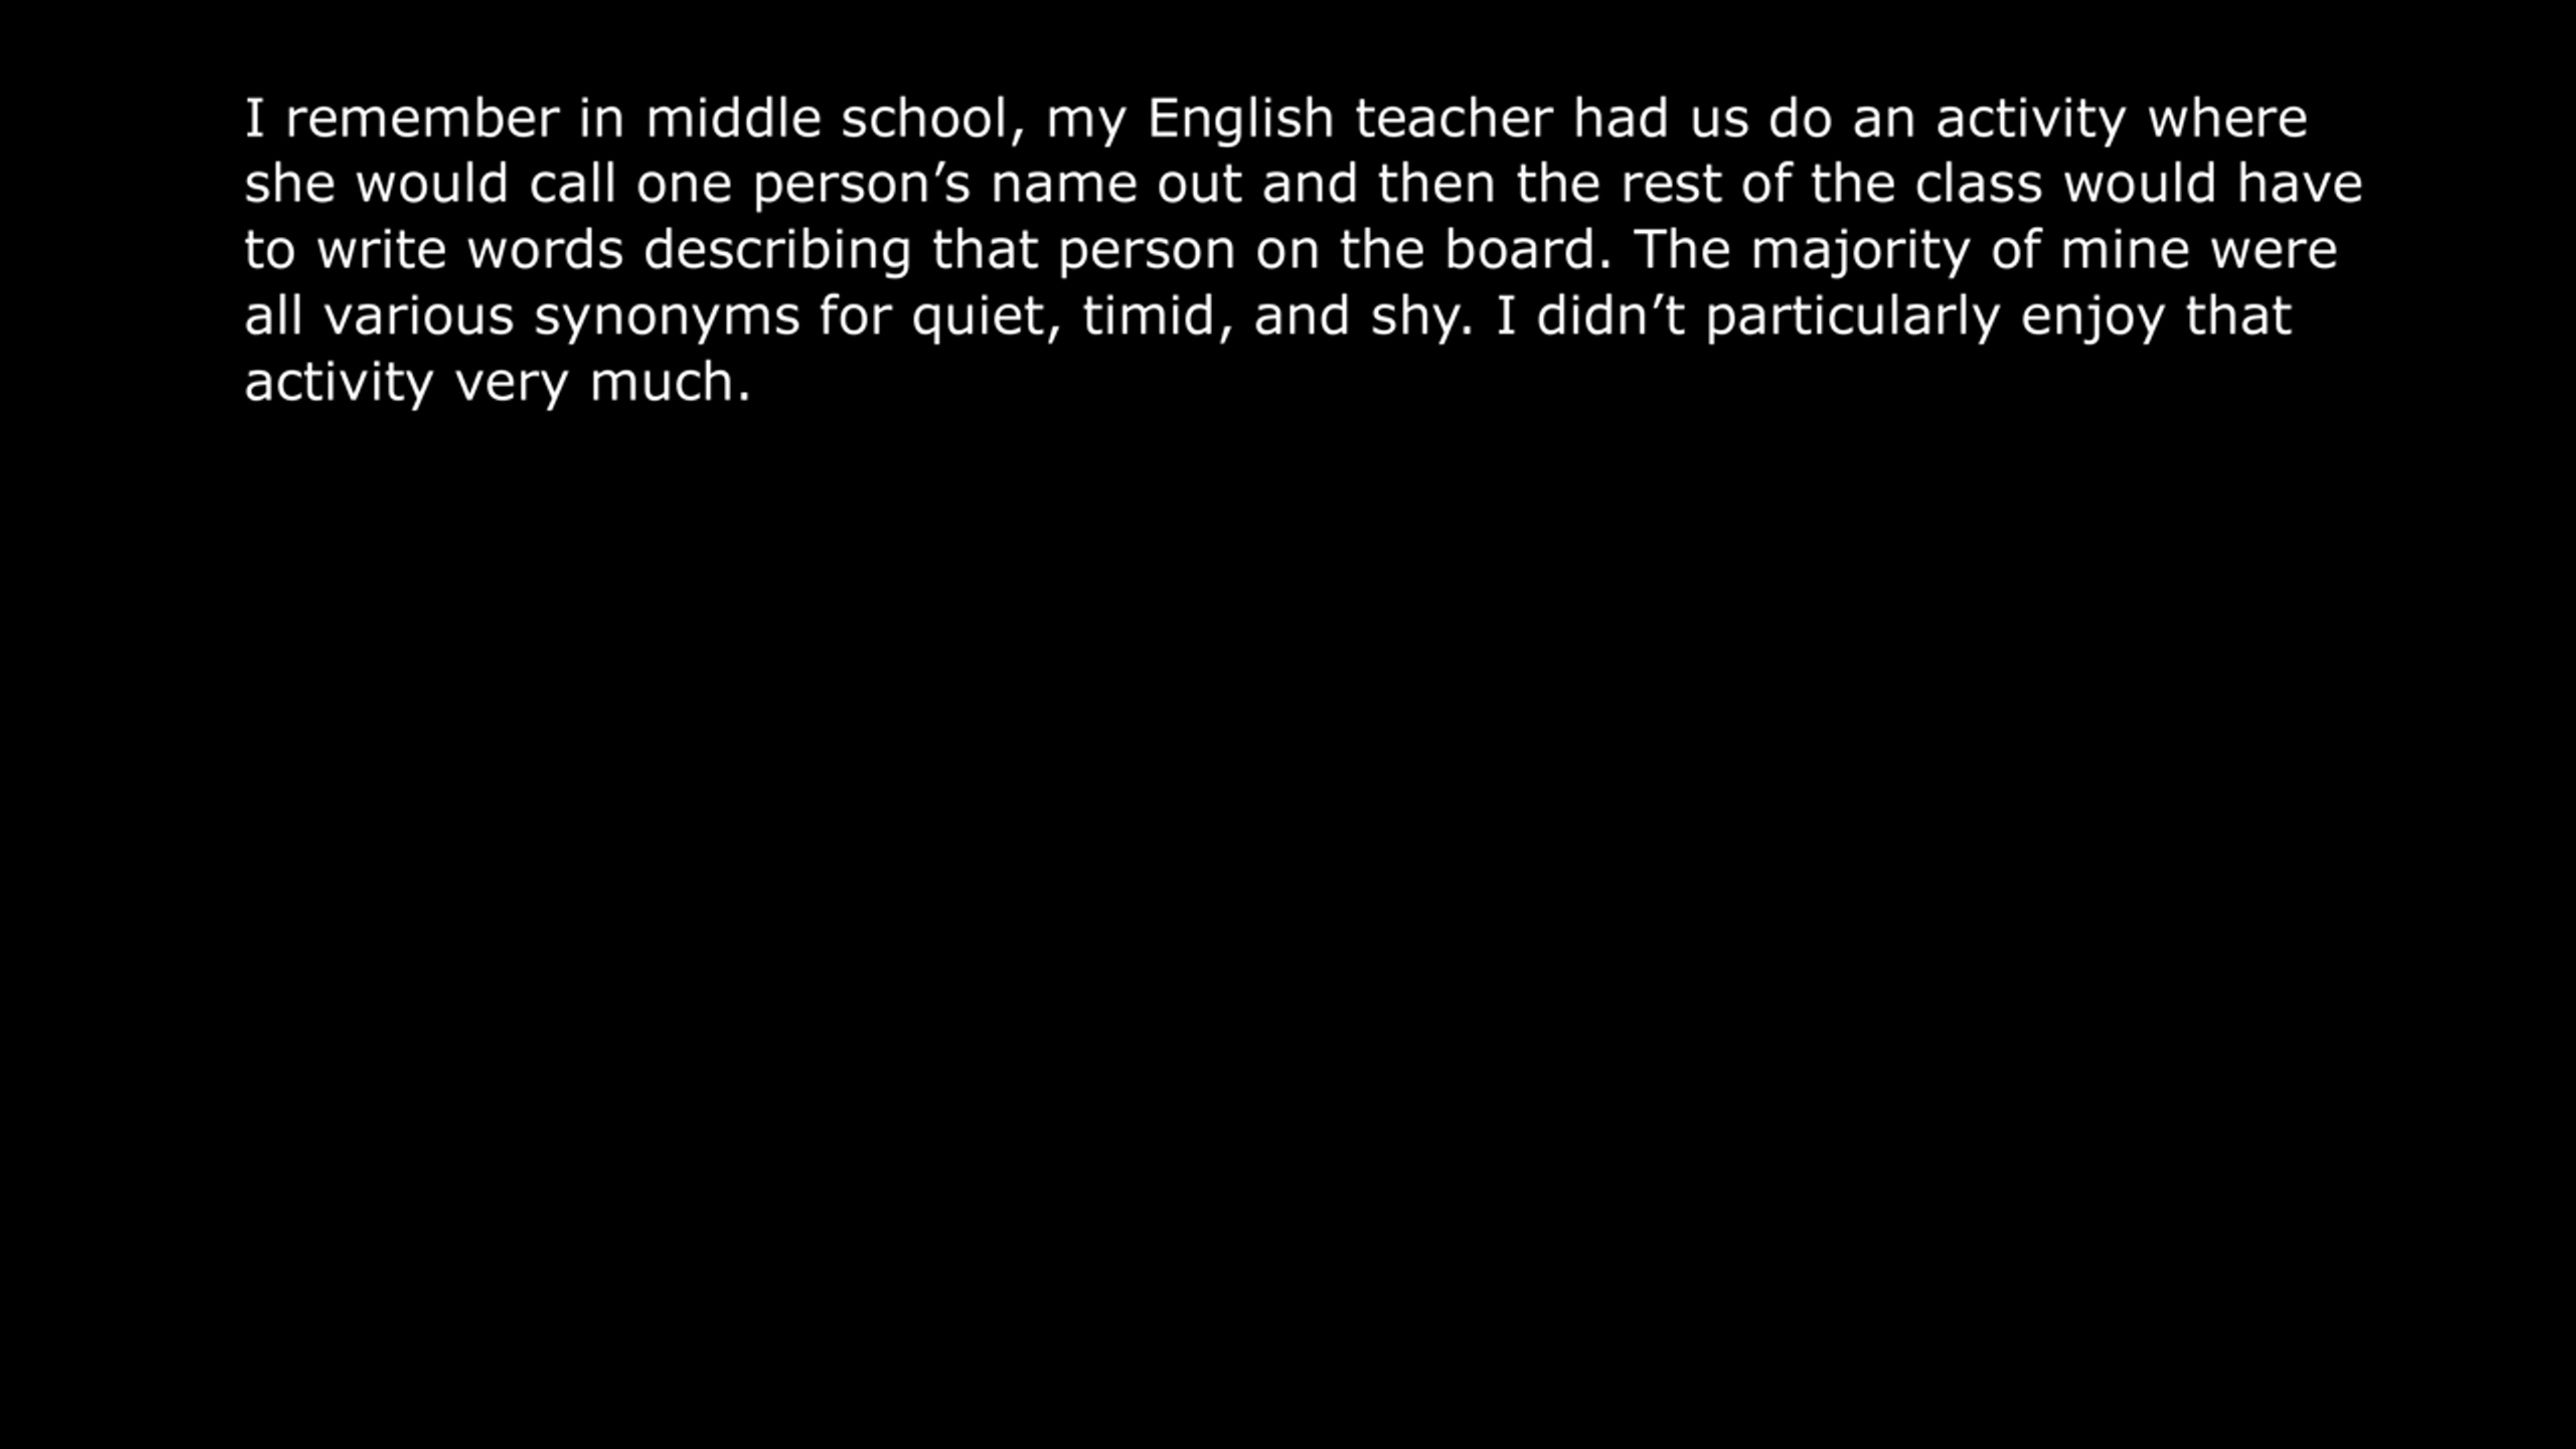 I remember in middle school, my English teacher had us do an activity where
she would call one person’s name out and then the rest of the class would have
to write words describing that person on the board. The majority of mine were
all various synonyms for quiet, timid, and shy. I didn’t particularly enjoy that
activity very much.